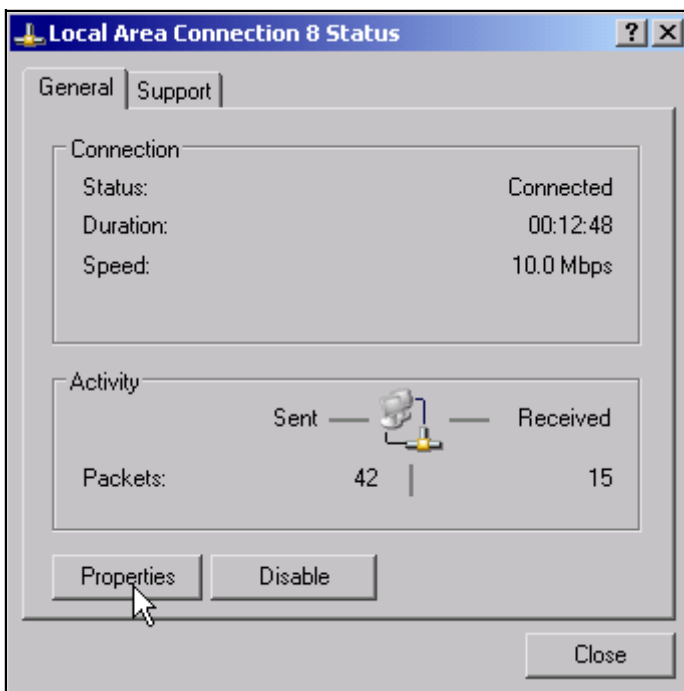 Local Area Connection 8 Status
General Support
Connection
Status: Connected
Duration: 00:12:48
Speed: 10.0 Mbps
Activity
Sent Received
Packets: 42 15
Properties Disable
Close